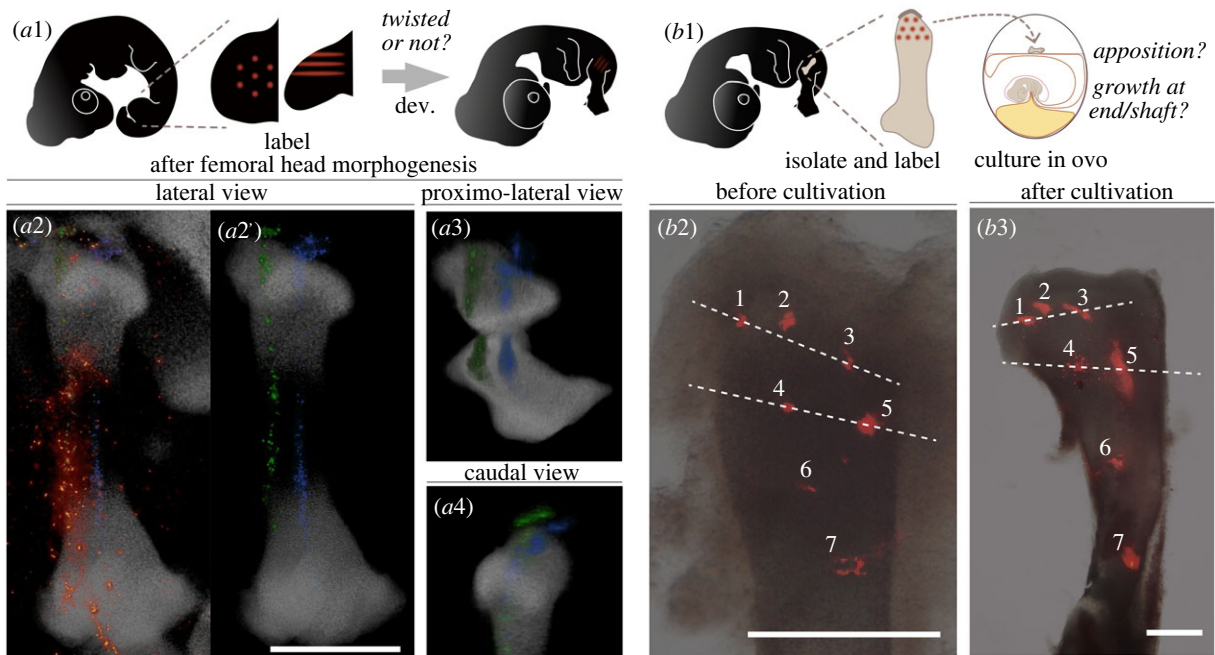 (a1)
twisted
or not?
dev.
label
after femoral head morphogenesis
lateral view
proximo-lateral view
(a2)
(a2')
(a3)
caudal view
(a4)
(b1)
apposition?
growth at
end/shaft?
isolate and label
culture in ovo
before cultivation
after cultivation
(b2)
1
2
3
4
5
6
7
(b3)
1
2
3
4
5
6
7